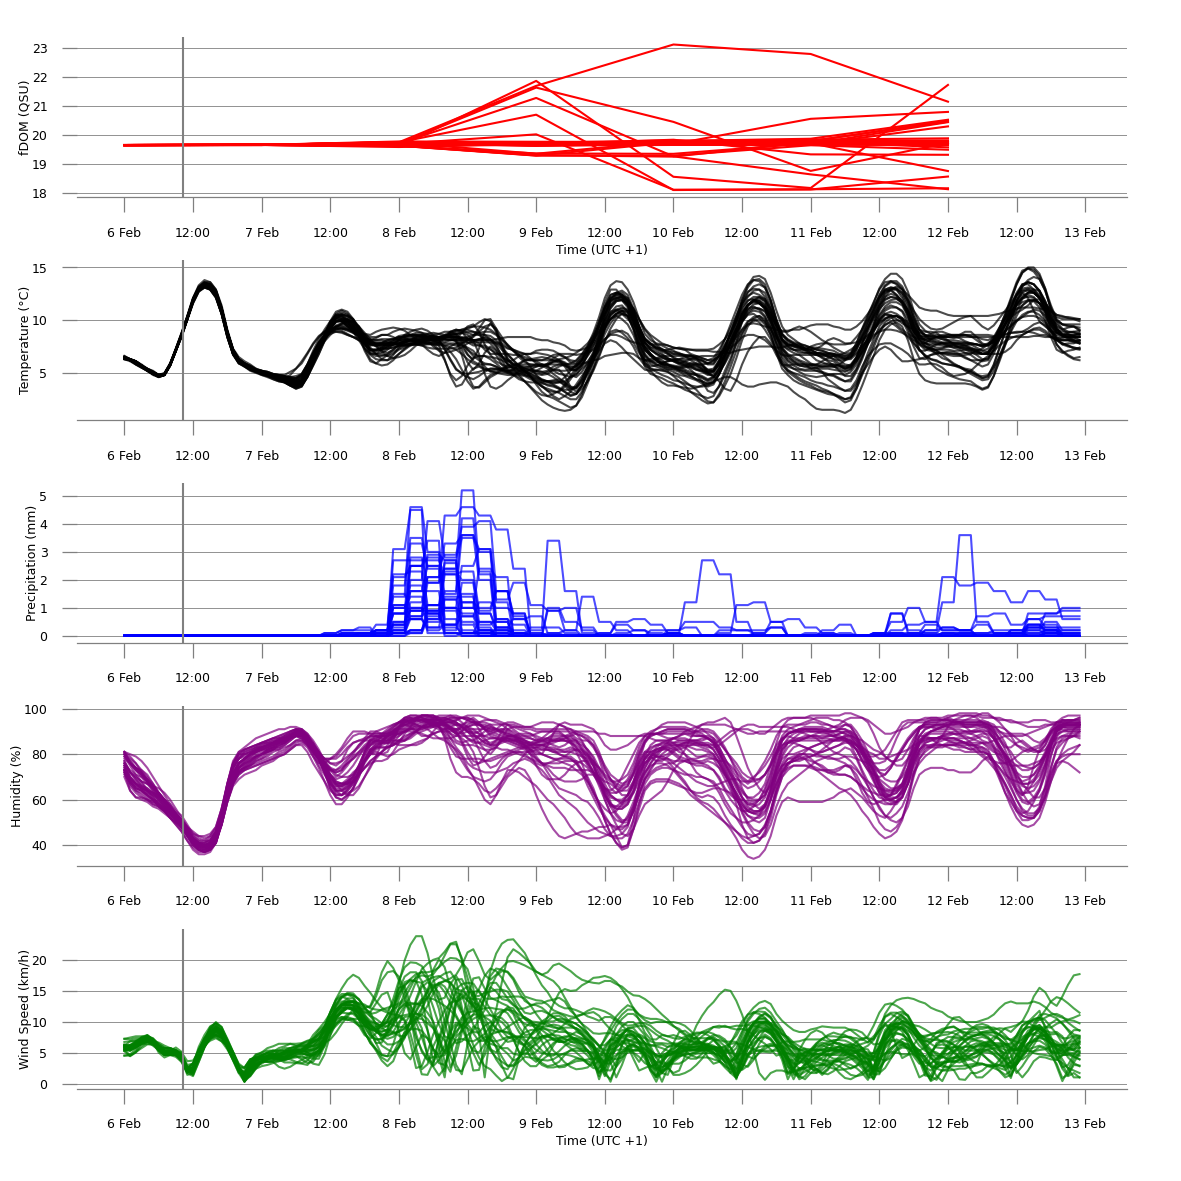 fDOM (QSU)
23
22
21
20
19
18
6 Feb 12:00 7 Feb 12:00 8 Feb 12:00 9 Feb 12:00 10 Feb 12:00 11 Feb 12:00 12 Feb 12:00 13 Feb
Time (UTC +1)
Temperature (°C)
15
10
5
6 Feb 12:00 7 Feb 12:00 8 Feb 12:00 9 Feb 12:00 10 Feb 12:00 11 Feb 12:00 12 Feb 12:00 13 Feb
Precipitation (mm)
5
4
3
2
1
0
6 Feb 12:00 7 Feb 12:00 8 Feb 12:00 9 Feb 12:00 10 Feb 12:00 11 Feb 12:00 12 Feb 12:00 13 Feb
Humidity (%)
100
80
60
40
6 Feb 12:00 7 Feb 12:00 8 Feb 12:00 9 Feb 12:00 10 Feb 12:00 11 Feb 12:00 12 Feb 12:00 13 Feb
Wind Speed (km/h)
20
15
10
5
0
6 Feb 12:00 7 Feb 12:00 8 Feb 12:00 9 Feb 12:00 10 Feb 12:00 11 Feb 12:00 12 Feb 12:00 13 Feb
Time (UTC +1)